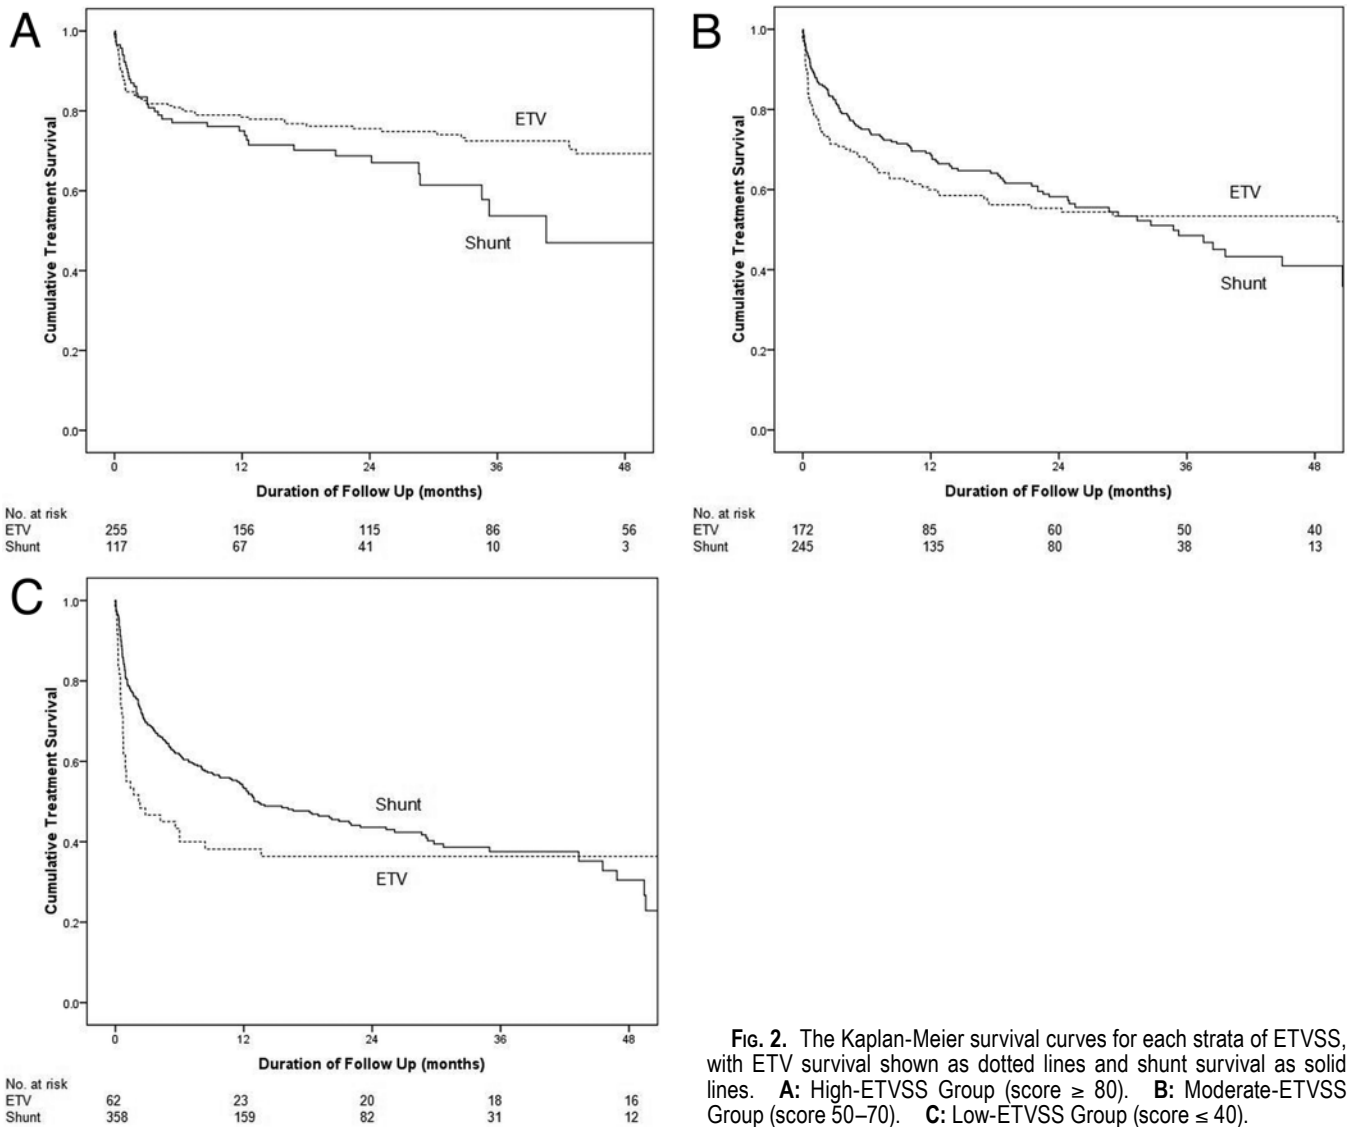 A
1.0
0.8
0.6
0.4
0.2
0.0
Cumulative Treatment Survival
ETV
Shunt
0 12 24 36 48
Duration of Follow Up (months)
No. at risk
ETV 255 156 115 86 56
Shunt 117 67 41 10 3
B
1.0
0.8
0.6
0.4
0.2
0.0
Cumulative Treatment Survival
ETV
Shunt
0 12 24 36 48
Duration of Follow Up (months)
No. at risk
ETV 172 85 60 50 40
Shunt 245 135 80 38 13
C
1.0
0.8
0.6
0.4
0.2
0.0
Cumulative Treatment Survival
Shunt
ETV
0 12 24 36 48
Duration of Follow Up (months)
No. at risk
ETV 62 23 20 18 16
Shunt 358 159 82 31 12
FIG. 2. The Kaplan-Meier survival curves for each strata of ETVSS,
with ETV survival shown as dotted lines and shunt survival as solid
lines. A: High-ETVSS Group (score ≥ 80). B: Moderate-ETVSS
Group (score 50–70). C: Low-ETVSS Group (score ≤ 40).